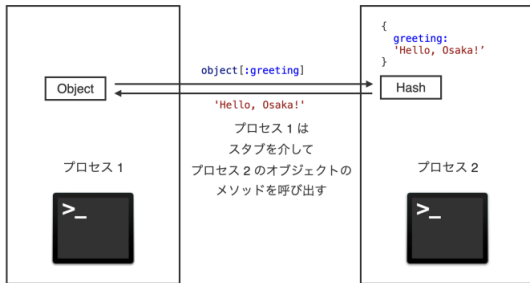 {
greeting:
'Hello, Osaka!'
}
object[:greeting]
Object
Hash
'Hello, Osaka!'
プロセス 1 は
スタブを介して
プロセス 2 のオブジェクトの
メソッドを呼び出す
プロセス 1
プロセス 2
>_
>_